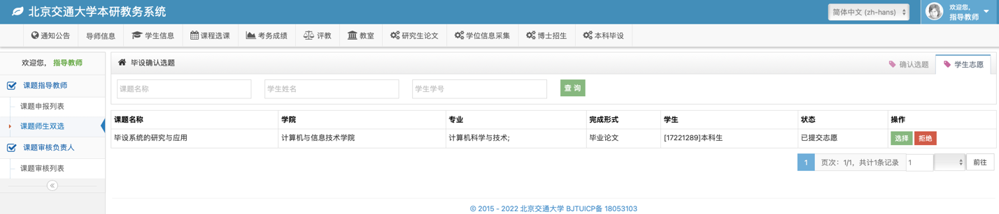 北京交通大学本研教务系统
简体中文 (zh-hans)
欢迎您，
指导教师
通知公告 导师信息 学生信息 课程选课 考务成绩 评教 教室 研究生论文 学位信息采集 博士招生 本科毕设
欢迎您， 指导教师
课题指导教师
课题申报列表
课题师生双选
课题审核负责人
课题审核列表
毕设确认选题
确认选题 学生志愿
课题名称 学生姓名 学生学号 查 询
课题名称 学院 专业 完成形式 学生 状态 操作
毕设系统的研究与应用 计算机与信息技术学院 计算机科学与技术; 毕业论文 [17221289]本科生 已提交志愿 选择 拒绝
1 页次：1/1，共计1条记录 1 前往
© 2015 - 2022 北京交通大学 BJTUICP备 18053103